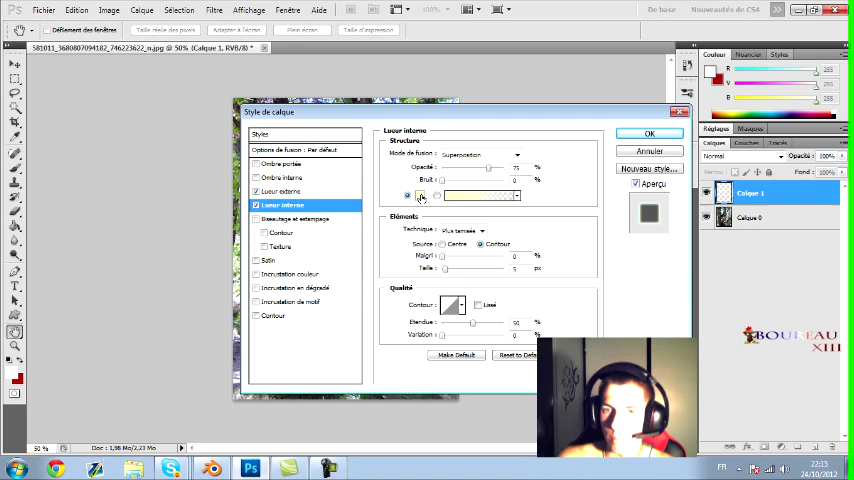 Fichier Edition Image Calque Sélection Filtre Affichage Fenêtre Aide
100% De base Nouveautés de CS4
Défilement des fenêtres Taille réelle des pixels Adapter à l'écran Plein écran Taille d'impression
581011_3680807094182_746223622_n.jpg @ 50% (Calque 1, RVB/8) *
Couleur Nuancier Styles
R 255
V 255
B 255
Réglages Masques
Calques Couches Tracés
Normal Opacité : 100%
Verrou : Fond : 100%
Calque 1
Calque 0
Style de calque
Styles
Options de fusion : Par défaut
Ombre portée
Ombre interne
Lueur externe
Lueur interne
Biseautage et estampage
Contour
Texture
Satin
Incrustation couleur
Incrustation en dégradé
Incrustation de motif
Contour
Lueur interne
Structure
Mode de fusion : Superposition
Opacité : 75 %
Bruit : 0 %
Eléments
Technique : Plus tamisée
Source : Centre Contour
Maigri : 0 %
Taille : 5 px
Qualité
Contour : Lissé
Etendue : 50 %
Variation : 0 %
Make Default Reset to Defa
OK
Annuler
Nouveau style...
Aperçu
BOUREAU
XIII
50 % Doc : 1,98 Mo/2,23 Mo
FR 22:15
24/10/2012